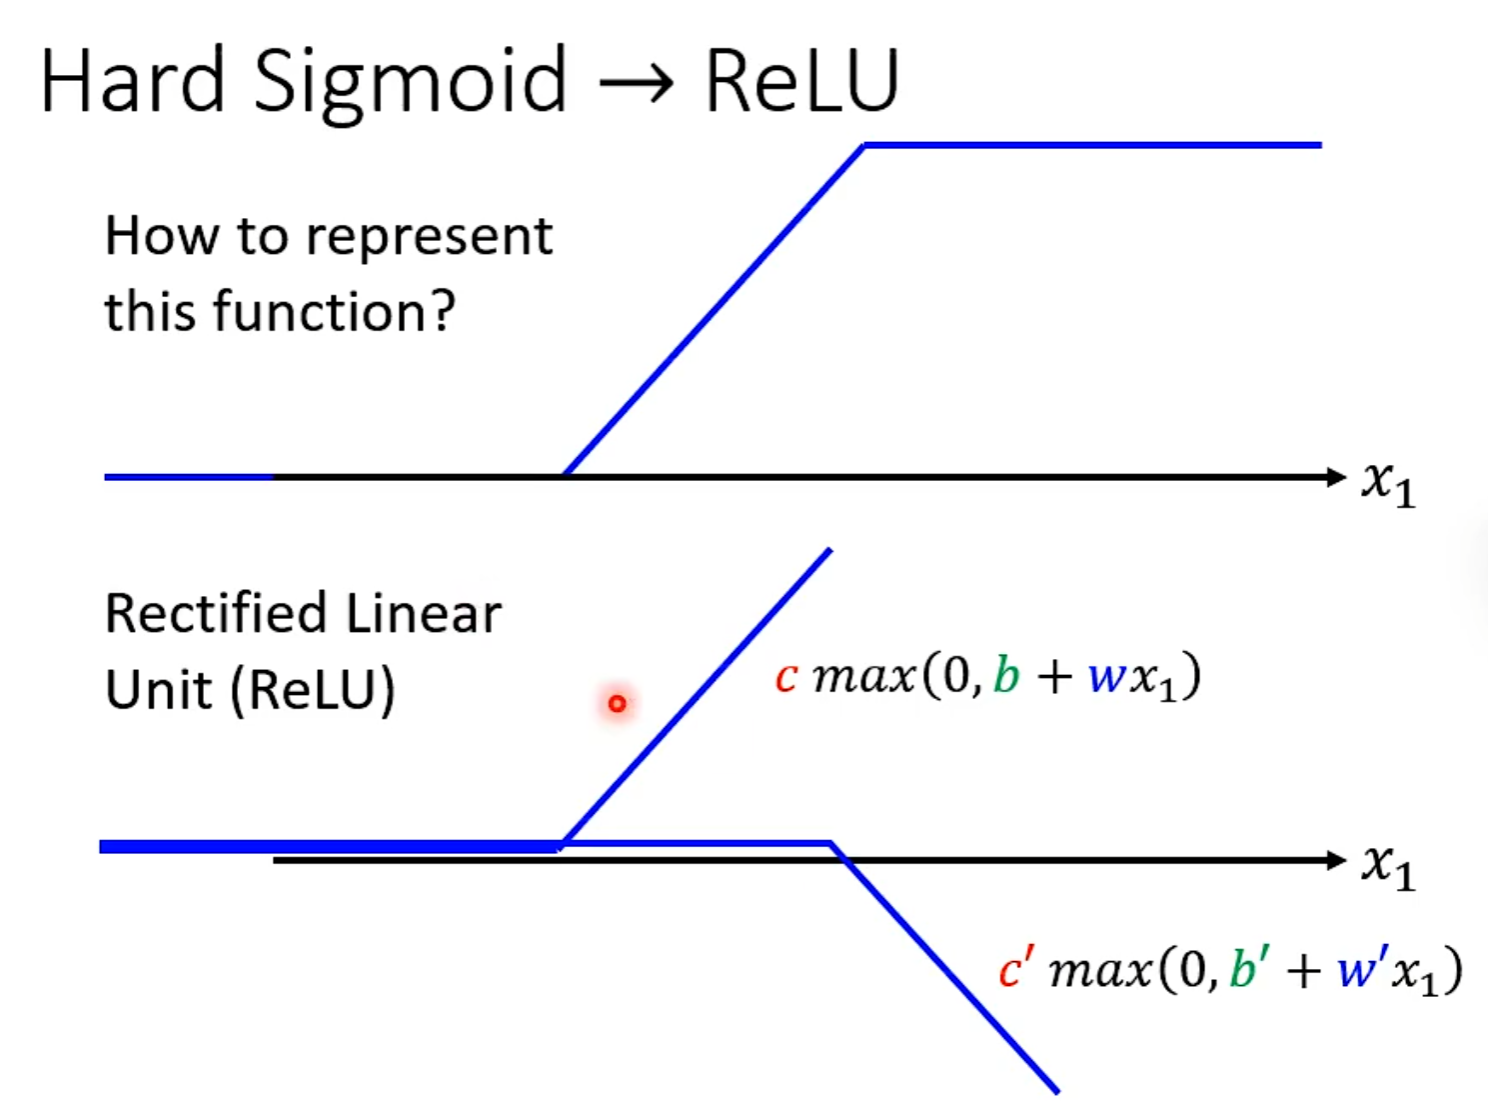 Hard Sigmoid → ReLU
How to represent
this function?
x₁
Rectified Linear
Unit (ReLU)
c max(0, b + wx₁)
x₁
c′ max(0, b′ + w′x₁)